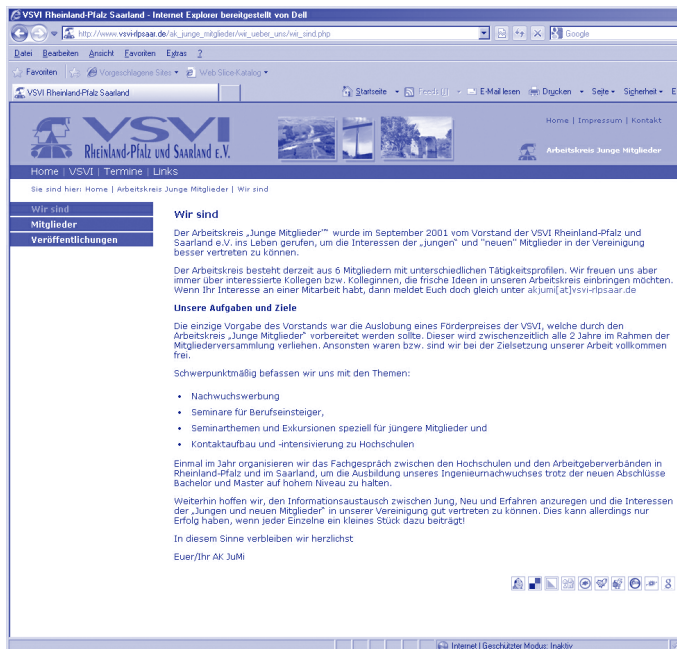 VSVI Rheinland-Pfalz Saarland - Internet Explorer bereitgestellt von Dell
http://www.vsvi-rlpsaar.de/ak_junge_mitglieder/wir_ueber_uns/wir_sind.php
Google
Datei Bearbeiten Ansicht Favoriten Extras ?
Favoriten Vorgeschlagene Sites Web Slice-Katalog
VSVI Rheinland-Pfalz Saarland Startseite Feeds (J) E-Mail lesen Drucken Seite Sicherheit E
VSVI
Rheinland-Pfalz und Saarland e.V.
Home | Impressum | Kontakt
Arbeitskreis Junge Mitglieder
Home | VSVI | Termine | Links
Sie sind hier: Home | Arbeitskreis Junge Mitglieder | Wir sind
Wir sind
Mitglieder
Veröffentlichungen
Wir sind
Der Arbeitskreis „Junge Mitglieder"“ wurde im September 2001 vom Vorstand der VSVI Rheinland-Pfalz und
Saarland e.V. ins Leben gerufen, um die Interessen der „jungen“ und "neuen" Mitglieder in der Vereinigung
besser vertreten zu können.
Der Arbeitskreis besteht derzeit aus 6 Mitgliedern mit unterschiedlichen Tätigkeitsprofilen. Wir freuen uns aber
immer über interessierte Kollegen bzw. Kolleginnen, die frische Ideen in unseren Arbeitskreis einbringen möchten.
Wenn Ihr Interesse an einer Mitarbeit habt, dann meldet Euch doch gleich unter akjumi[at]vsvi-rlpsaar.de
Unsere Aufgaben und Ziele
Die einzige Vorgabe des Vorstands war die Auslobung eines Förderpreises der VSVI, welche durch den
Arbeitskreis „Junge Mitglieder“ vorbereitet werden sollte. Dieser wird zwischenzeitlich alle 2 Jahre im Rahmen der
Mitgliederversammlung verliehen. Ansonsten waren bzw. sind wir bei der Zielsetzung unserer Arbeit vollkommen
frei.
Schwerpunktmäßig befassen wir uns mit den Themen:
• Nachwuchswerbung
• Seminare für Berufseinsteiger,
• Seminarthemen und Exkursionen speziell für jüngere Mitglieder und
• Kontaktaufbau und -intensivierung zu Hochschulen
Einmal im Jahr organisieren wir das Fachgespräch zwischen den Hochschulen und den Arbeitgeberverbänden in
Rheinland-Pfalz und im Saarland, um die Ausbildung unseres Ingenieurnachwuchses trotz der neuen Abschlüsse
Bachelor und Master auf hohem Niveau zu halten.
Weiterhin hoffen wir, den Informationsaustausch zwischen Jung, Neu und Erfahren anzuregen und die Interessen
der „Jungen und neuen Mitglieder“ in unserer Vereinigung gut vertreten zu können. Dies kann allerdings nur
Erfolg haben, wenn jeder Einzelne ein kleines Stück dazu beiträgt!
In diesem Sinne verbleiben wir herzlichst
Euer/Ihr AK JuMi
Internet | Geschützter Modus: Inaktiv